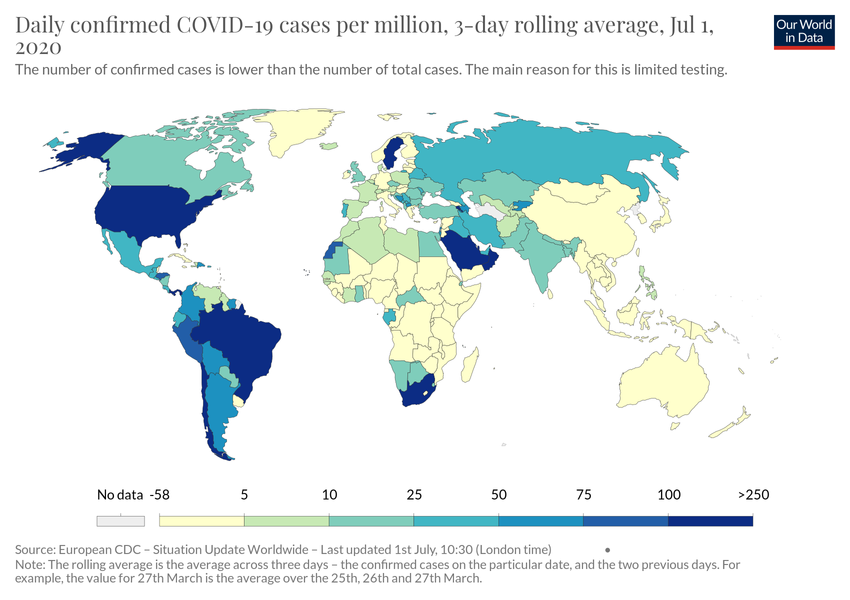 Daily confirmed COVID-19 cases per million, 3-day rolling average, Jul 1,
2020
Our World
in Data
The number of confirmed cases is lower than the number of total cases. The main reason for this is limited testing.
No data -58 5 10 25 50 75 100 >250
Source: European CDC – Situation Update Worldwide – Last updated 1st July, 10:30 (London time) •
Note: The rolling average is the average across three days – the confirmed cases on the particular date, and the two previous days. For
example, the value for 27th March is the average over the 25th, 26th and 27th March.